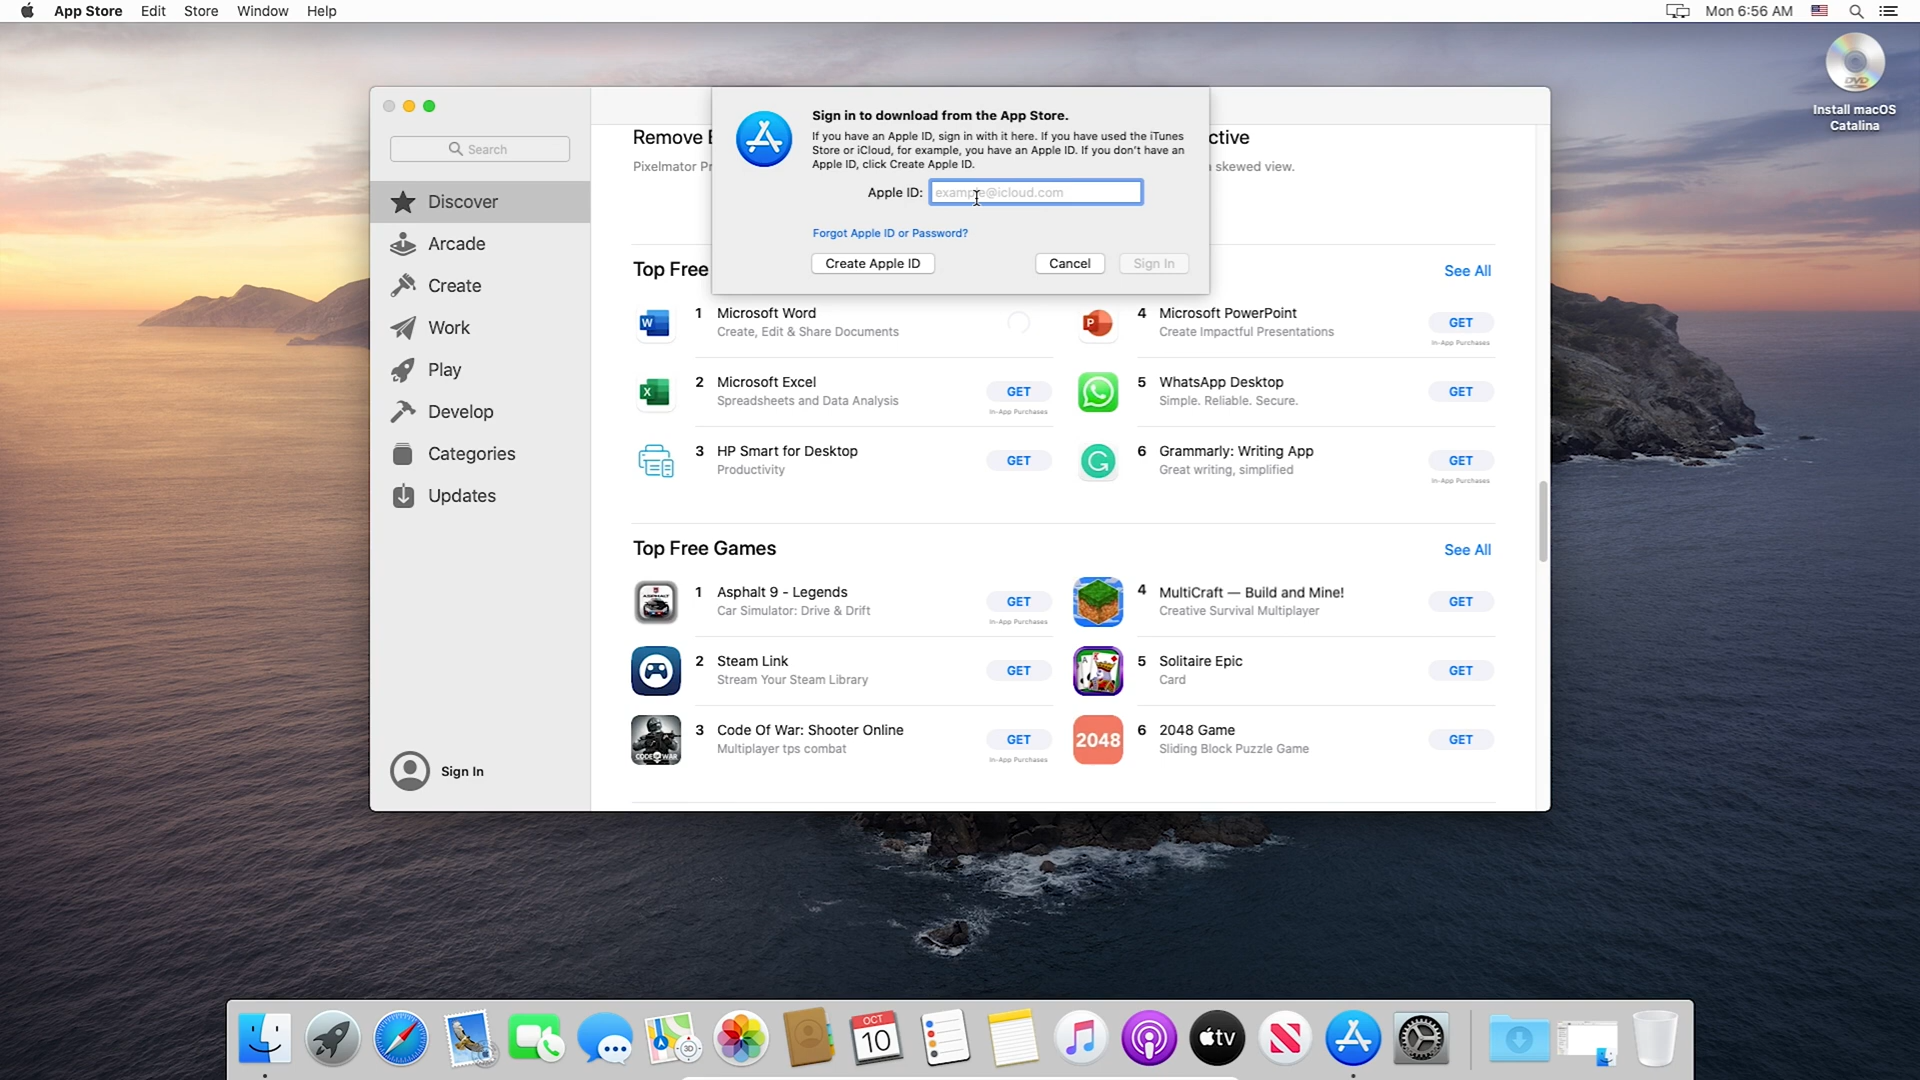 App Store Edit Store Window Help
Mon 6:56 AM
DVD
Install macOS
Catalina
Search
Discover
Arcade
Create
Work
Play
Develop
Categories
Updates
Sign In
Sign in to download from the App Store.
If you have an Apple ID, sign in with it here. If you have used the iTunes
Store or iCloud, for example, you have an Apple ID. If you don't have an
Apple ID, click Create Apple ID.
Apple ID: example@icloud.com
Forgot Apple ID or Password?
Create Apple ID
Cancel
Sign In
Remove
ctive
Pixelmator Pr
skewed view.
Top Free
See All
1 Microsoft Word
Create, Edit & Share Documents
2 Microsoft Excel
Spreadsheets and Data Analysis
GET
In-App Purchases
3 HP Smart for Desktop
Productivity
GET
4 Microsoft PowerPoint
Create Impactful Presentations
GET
In-App Purchases
5 WhatsApp Desktop
Simple. Reliable. Secure.
GET
6 Grammarly: Writing App
Great writing, simplified
GET
In-App Purchases
Top Free Games
See All
1 Asphalt 9 - Legends
Car Simulator: Drive & Drift
GET
In-App Purchases
2 Steam Link
Stream Your Steam Library
GET
3 Code Of War: Shooter Online
Multiplayer tps combat
GET
In-App Purchases
4 MultiCraft — Build and Mine!
Creative Survival Multiplayer
GET
5 Solitaire Epic
Card
GET
2048
6 2048 Game
Sliding Block Puzzle Game
GET
ASPHALT
CODE OF WAR
3D
OCT
10
tv